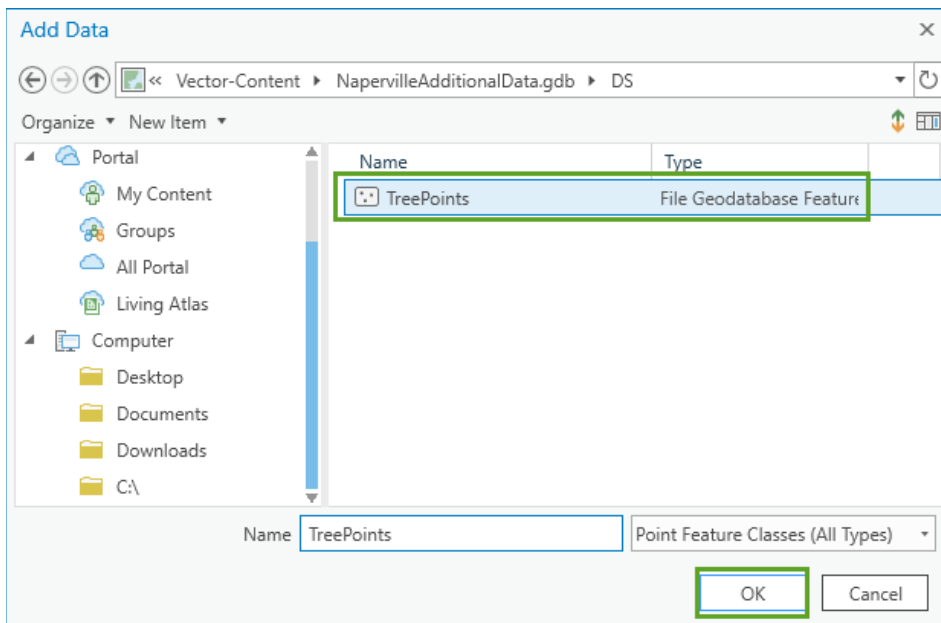 Add Data
« Vector-Content NapervilleAdditionalData.gdb DS
Organize New Item
Portal
My Content
Groups
All Portal
Living Atlas
Computer
Desktop
Documents
Downloads
C:\
Name Type
TreePoints File Geodatabase Feature
Name TreePoints Point Feature Classes (All Types)
OK Cancel